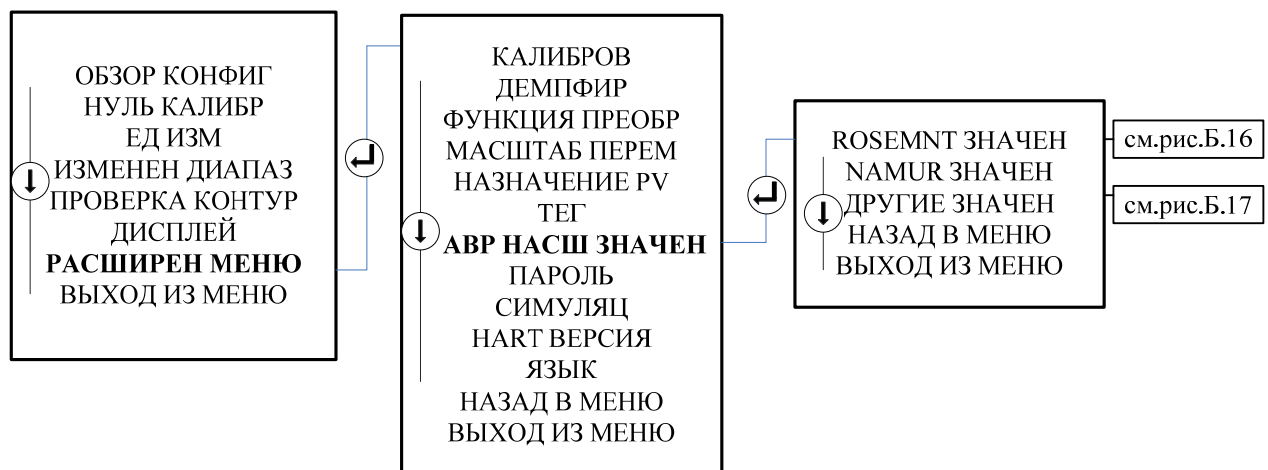 ОБЗОР КОНФИГ
НУЛЬ КАЛИБР
ЕД ИЗМ
ИЗМЕНЕН ДИАПАЗ
ПРОВЕРКА КОНТУР
ДИСПЛЕЙ
РАСШИРЕН МЕНЮ
ВЫХОД ИЗ МЕНЮ
КАЛИБРОВ
ДЕМПФИР
ФУНКЦИЯ ПРЕОБР
МАСШТАБ ПЕРЕМ
НАЗНАЧЕНИЕ PV
ТЕГ
АВР НАСШ ЗНАЧЕН
ПАРОЛЬ
СИМУЛЯЦ
HART ВЕРСИЯ
ЯЗЫК
НАЗАД В МЕНЮ
ВЫХОД ИЗ МЕНЮ
ROSEMNT ЗНАЧЕН
NAMUR ЗНАЧЕН
ДРУГИЕ ЗНАЧЕН
НАЗАД В МЕНЮ
ВЫХОД ИЗ МЕНЮ
см.рис.Б.16
см.рис.Б.17